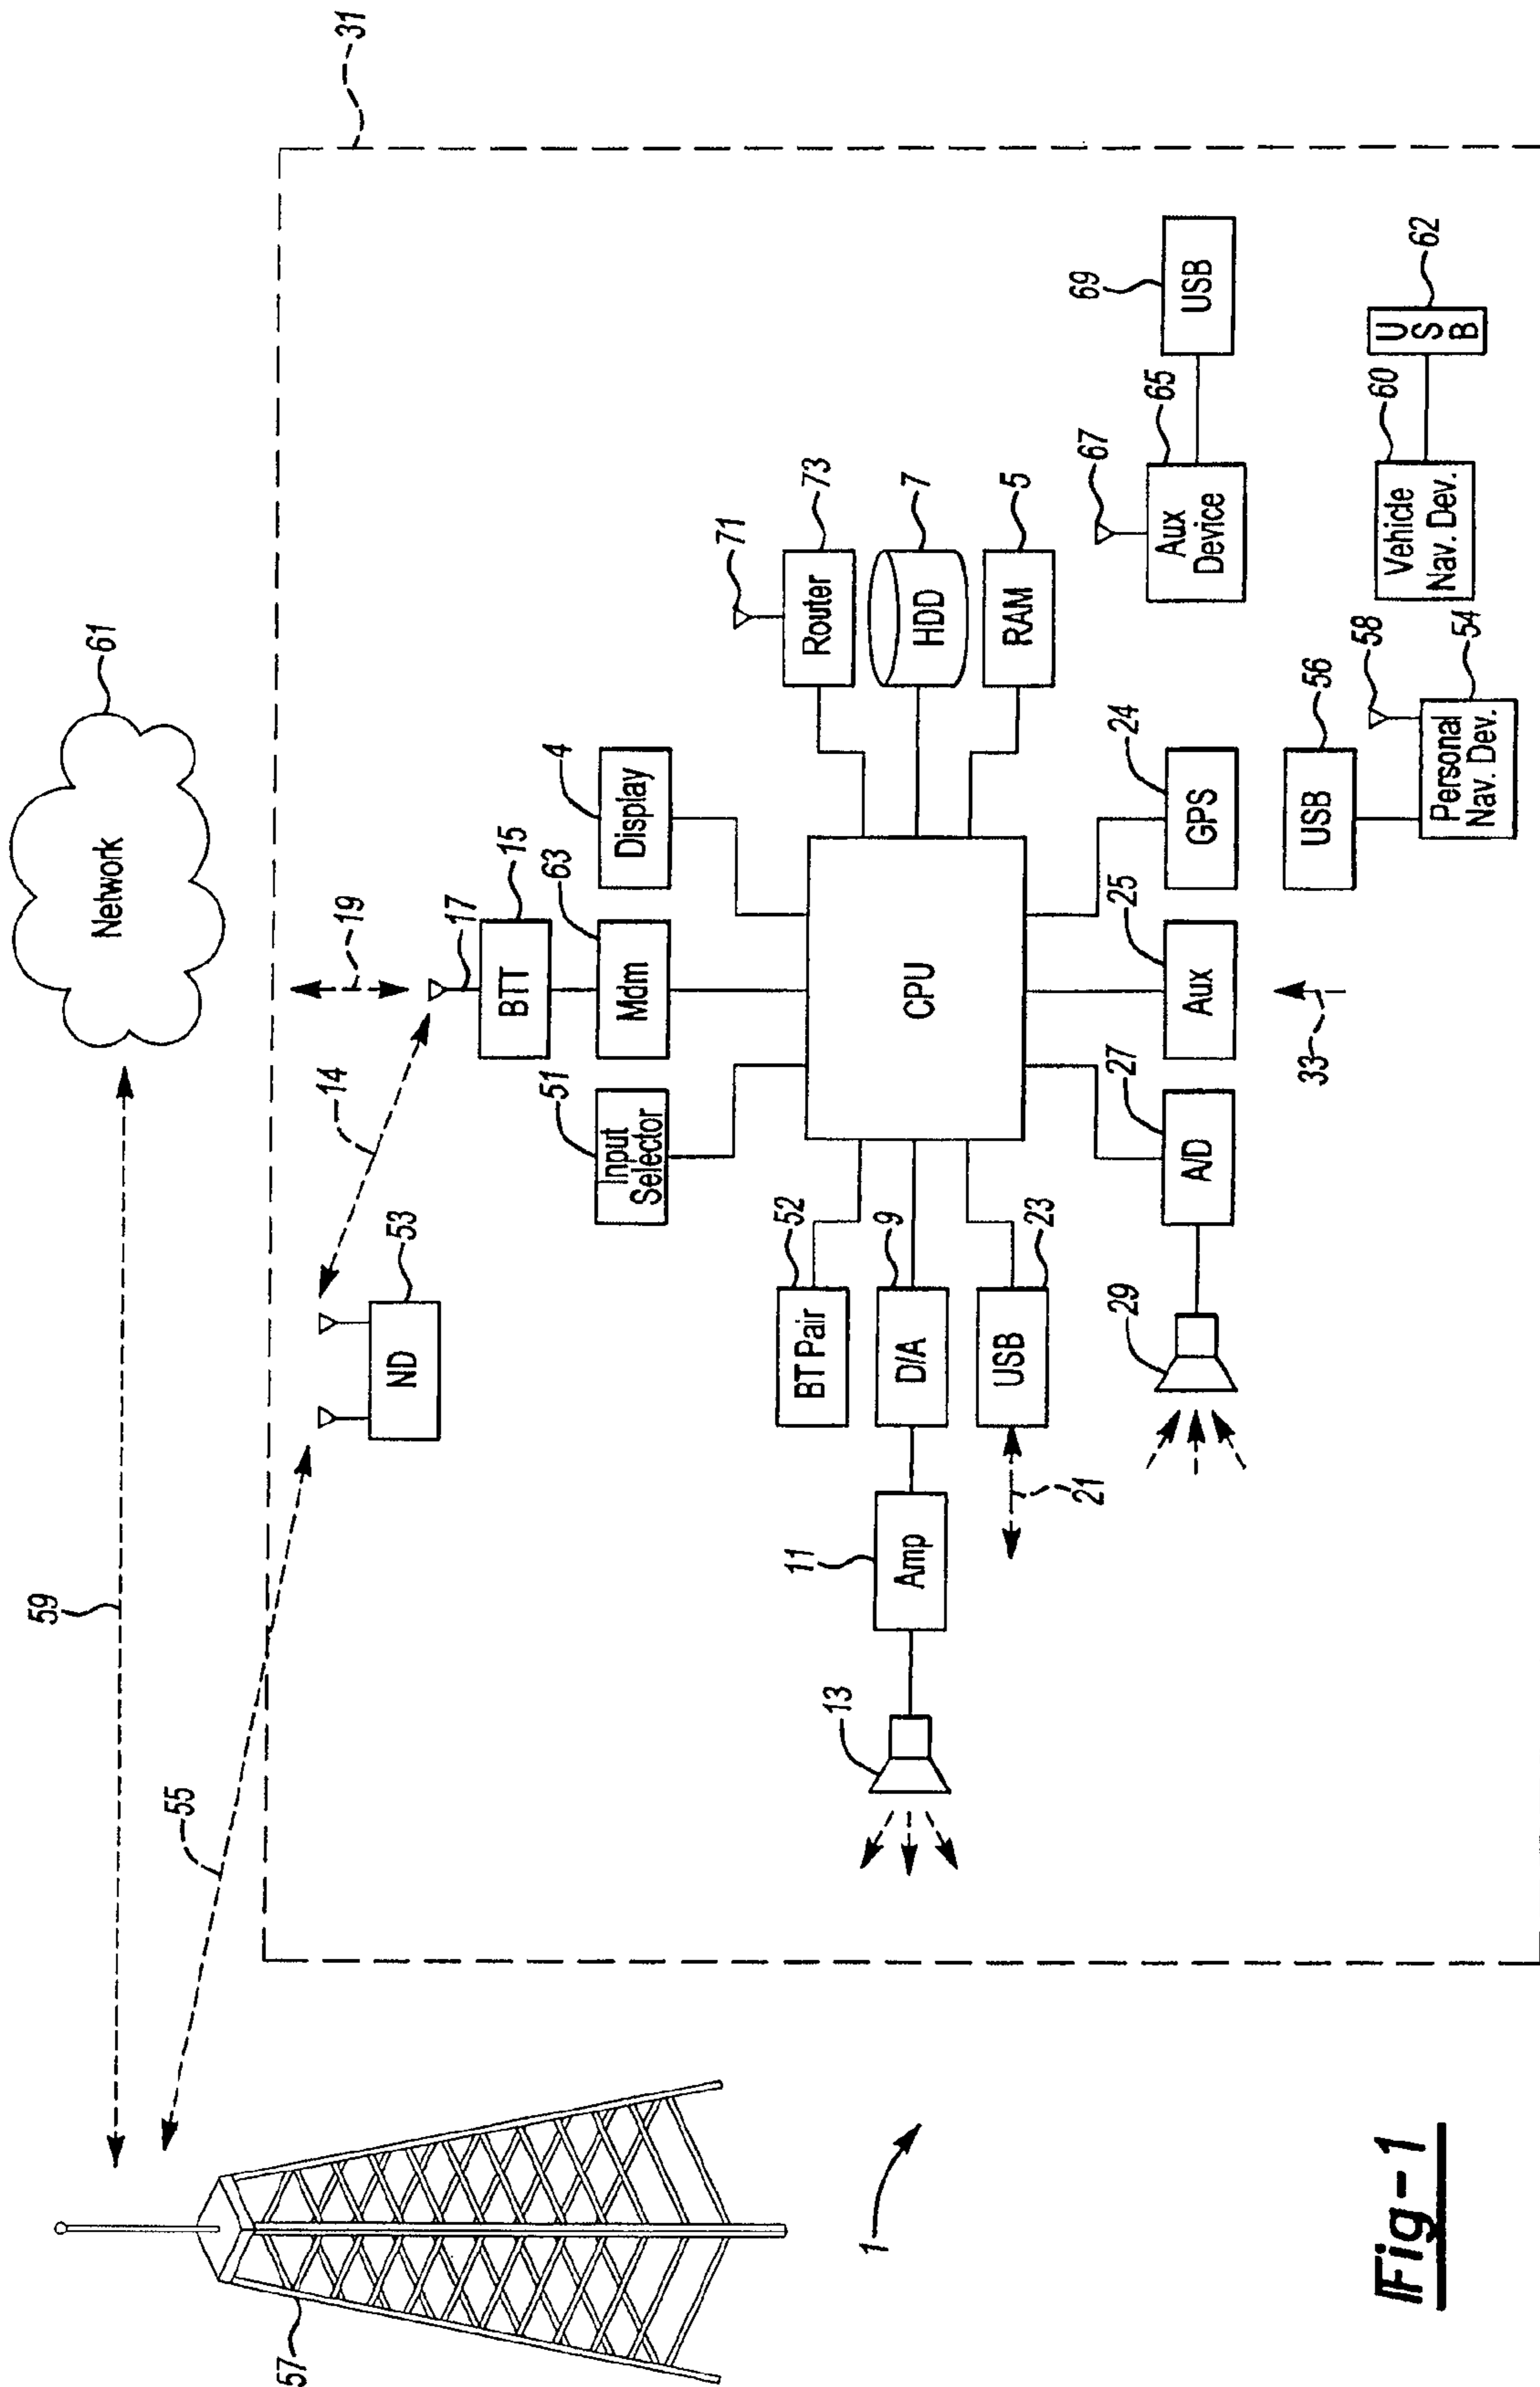 31
61
Network
59
19
14
55
17
15
BTT
53
ND
63
Mdm
51
Input
Selector
4
Display
71
73
Router
7
HDD
5
RAM
57
52
BT Pair
9
D/A
23
USB
CPU
13
11
Amp
21
1
29
27
A/D
25
Aux
24
GPS
67
65
Aux
Device
69
USB
33
56
USB
58
54
Personal
Nav. Dev.
60
Vehicle
Nav. Dev.
62
U
S
B
Fig-1